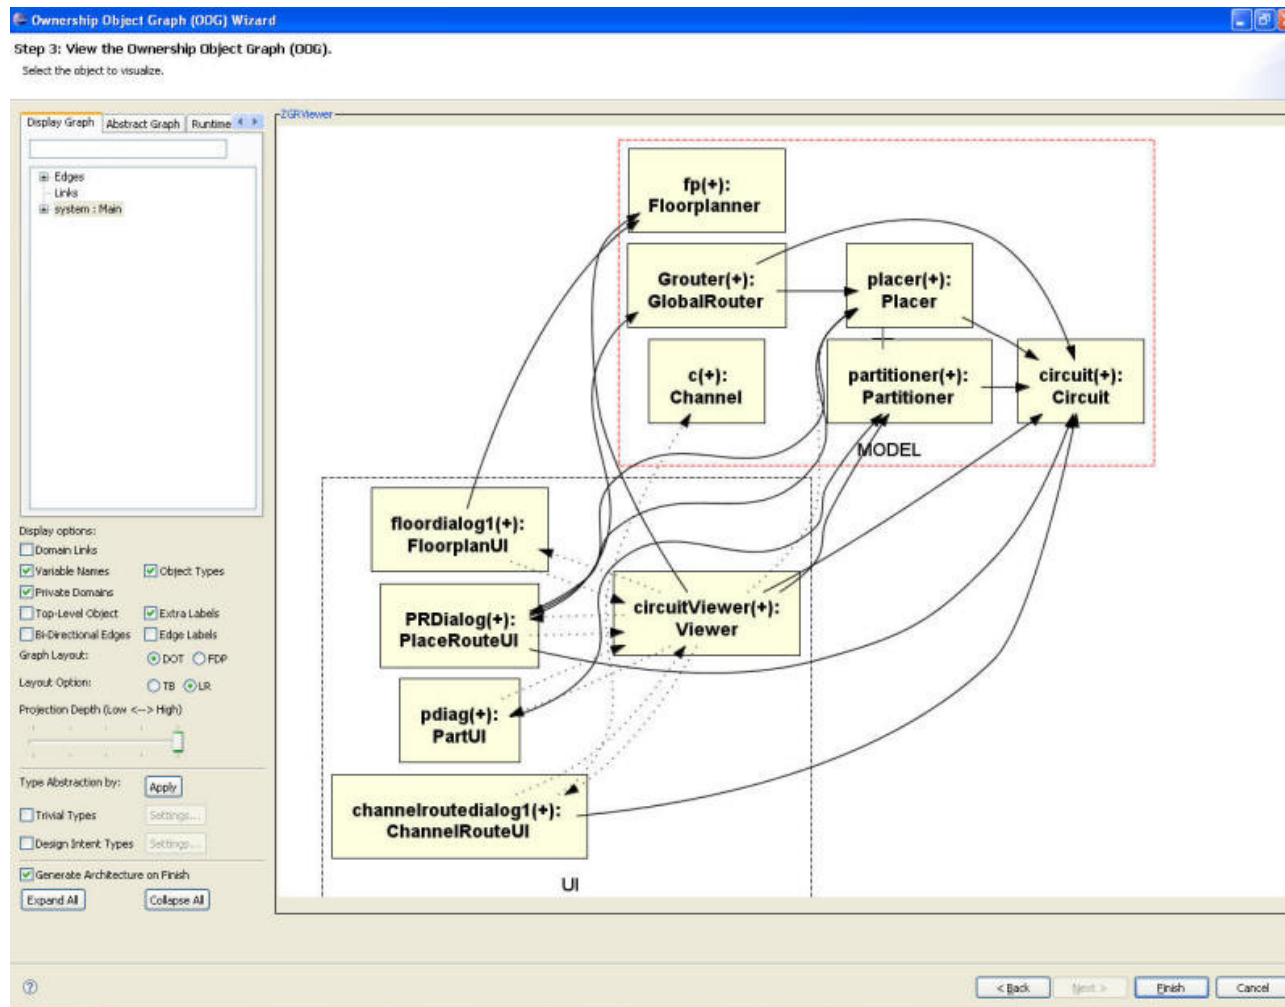 Ownership Object Graph (OOG) Wizard
Step 3: View the Ownership Object Graph (OOG).
Select the object to visualize.
Display Graph
Abstract Graph
Runtime
ZGRViewer
Edges
Links
system : Main
fp(+):
Floorplanner
Grouter(+):
GlobalRouter
placer(+):
Placer
c(+):
Channel
partitioner(+):
Partitioner
circuit(+):
Circuit
MODEL
floordialog1(+):
FloorplanUI
PRDialog(+):
PlaceRouteUI
circuitViewer(+):
Viewer
pdiag(+):
PartUI
channelroutedialog1(+):
ChannelRouteUI
UI
Display options:
Domain Links
Variable Names
Object Types
Private Domains
Top-Level Object
Extra Labels
Bi-Directional Edges
Edge Labels
Graph Layout:
DOT
FDP
Layout Option:
TB
LR
Projection Depth (Low <--> High)
Type Abstraction by:
Apply
Trivial Types
Settings...
Design Intent Types
Settings...
Generate Architecture on Finish
Expand All
Collapse All
< Back
Next >
Finish
Cancel